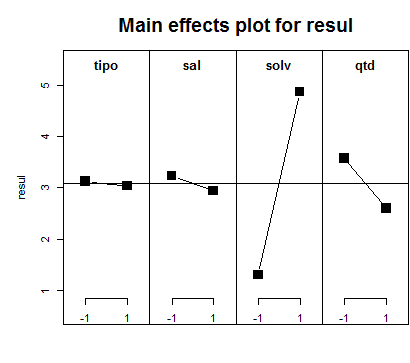 Main effects plot for resul
tipo sal solv qtd
resul
5
4
3
2
1
-1 1 -1 1 -1 1 -1 1